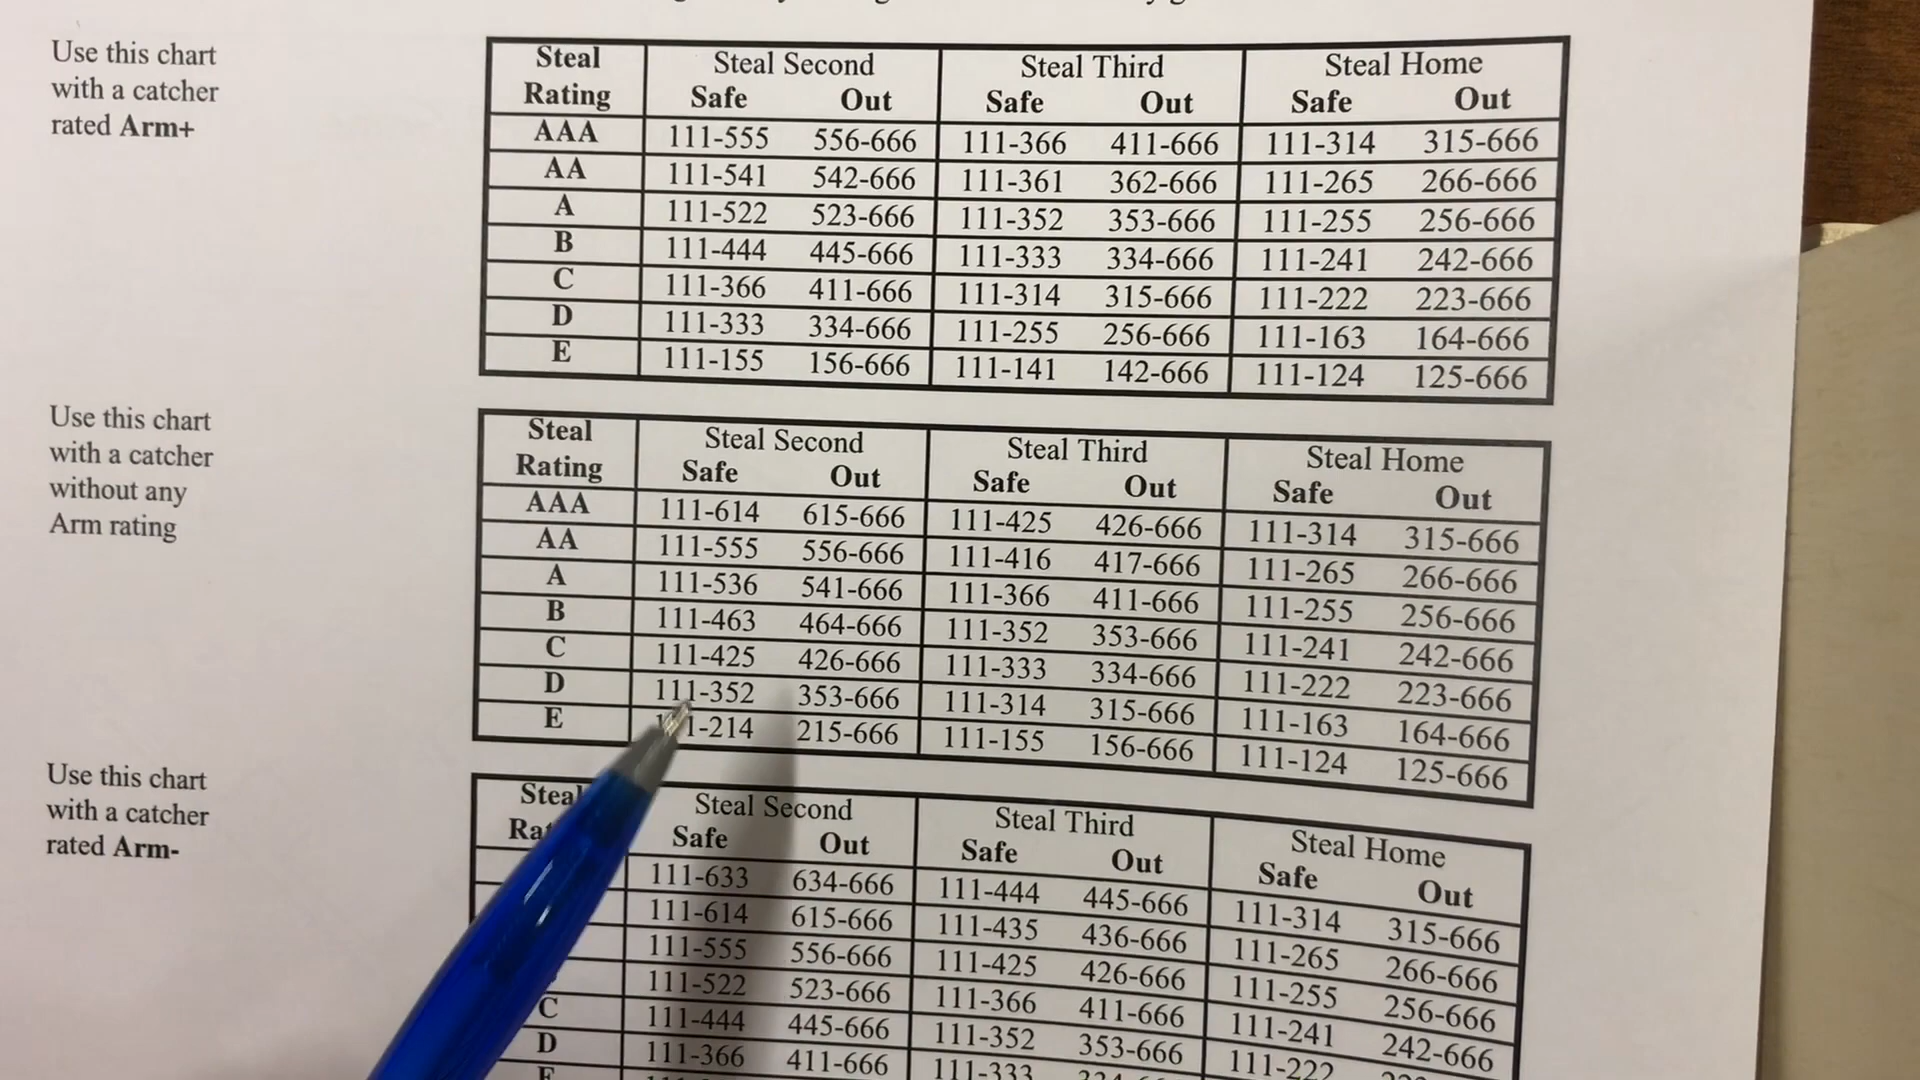 Use this chart
with a catcher
rated Arm+
Steal Rating Steal Second Steal Third Steal Home
Safe Out Safe Out Safe Out
AAA 111-555 556-666 111-366 411-666 111-314 315-666
AA 111-541 542-666 111-361 362-666 111-265 266-666
A 111-522 523-666 111-352 353-666 111-255 256-666
B 111-444 445-666 111-333 334-666 111-241 242-666
C 111-366 411-666 111-314 315-666 111-222 223-666
D 111-333 334-666 111-255 256-666 111-163 164-666
E 111-155 156-666 111-141 142-666 111-124 125-666
Use this chart
with a catcher
without any
Arm rating
Steal Rating Steal Second Steal Third Steal Home
Safe Out Safe Out Safe Out
AAA 111-614 615-666 111-425 426-666 111-314 315-666
AA 111-555 556-666 111-416 417-666 111-265 266-666
A 111-536 541-666 111-366 411-666 111-255 256-666
B 111-463 464-666 111-352 353-666 111-241 242-666
C 111-425 426-666 111-333 334-666 111-222 223-666
D 111-352 353-666 111-314 315-666 111-163 164-666
E 1-214 215-666 111-155 156-666 111-124 125-666
Use this chart
with a catcher
rated Arm-
Steal Steal Second Steal Third Steal Home
Safe Out Safe Out Safe Out
111-633 634-666 111-444 445-666 111-314 315-666
111-614 615-666 111-435 436-666 111-265 266-666
111-555 556-666 111-425 426-666 111-255 256-666
111-522 523-666 111-366 411-666 111-241 242-666
C 111-444 445-666 111-352 353-666 111-222
D 111-366 411-666 111-333